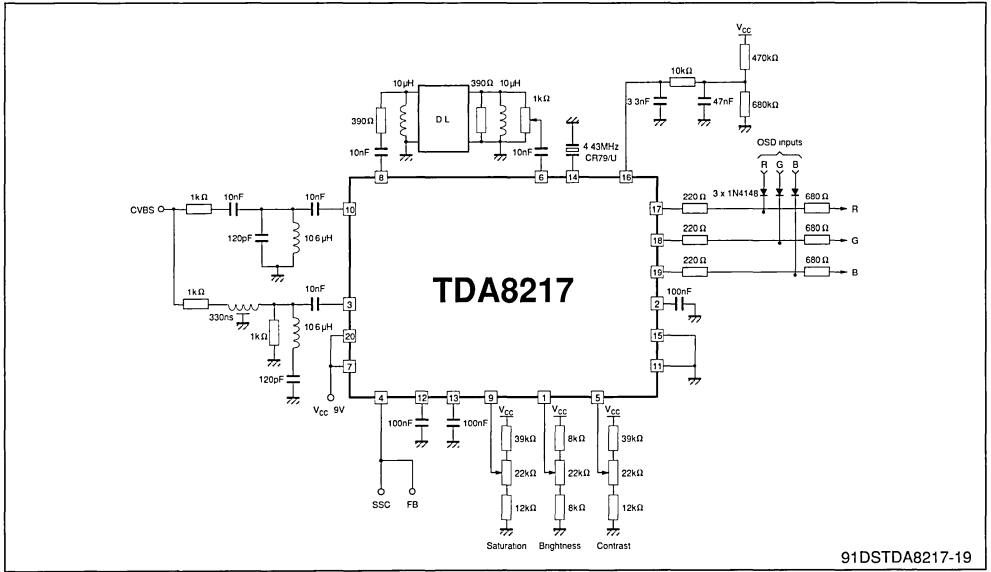 VCC
470kΩ
10kΩ
3 3nF
47nF
680kΩ
10μH
390Ω
10μH
1kΩ
390Ω
DL
10nF
10nF
4 43MHz
CR79/U
OSD inputs
R G B
3 x 1N4148
8
6
14
16
CVBS
1kΩ
10nF
10nF
10
120pF
10 6μH
17
220Ω
680Ω
R
18
220Ω
680Ω
G
19
220Ω
680Ω
B
TDA8217
1kΩ
330ns
10nF
3
1kΩ
10 6μH
120pF
20
7
VCC 9V
2
100nF
15
11
4
12
13
9
1
5
100nF
100nF
VCC
VCC
VCC
39kΩ
8kΩ
39kΩ
22kΩ
22kΩ
22kΩ
12kΩ
8kΩ
12kΩ
SSC
FB
Saturation
Brightness
Contrast
91DSTDA8217-19